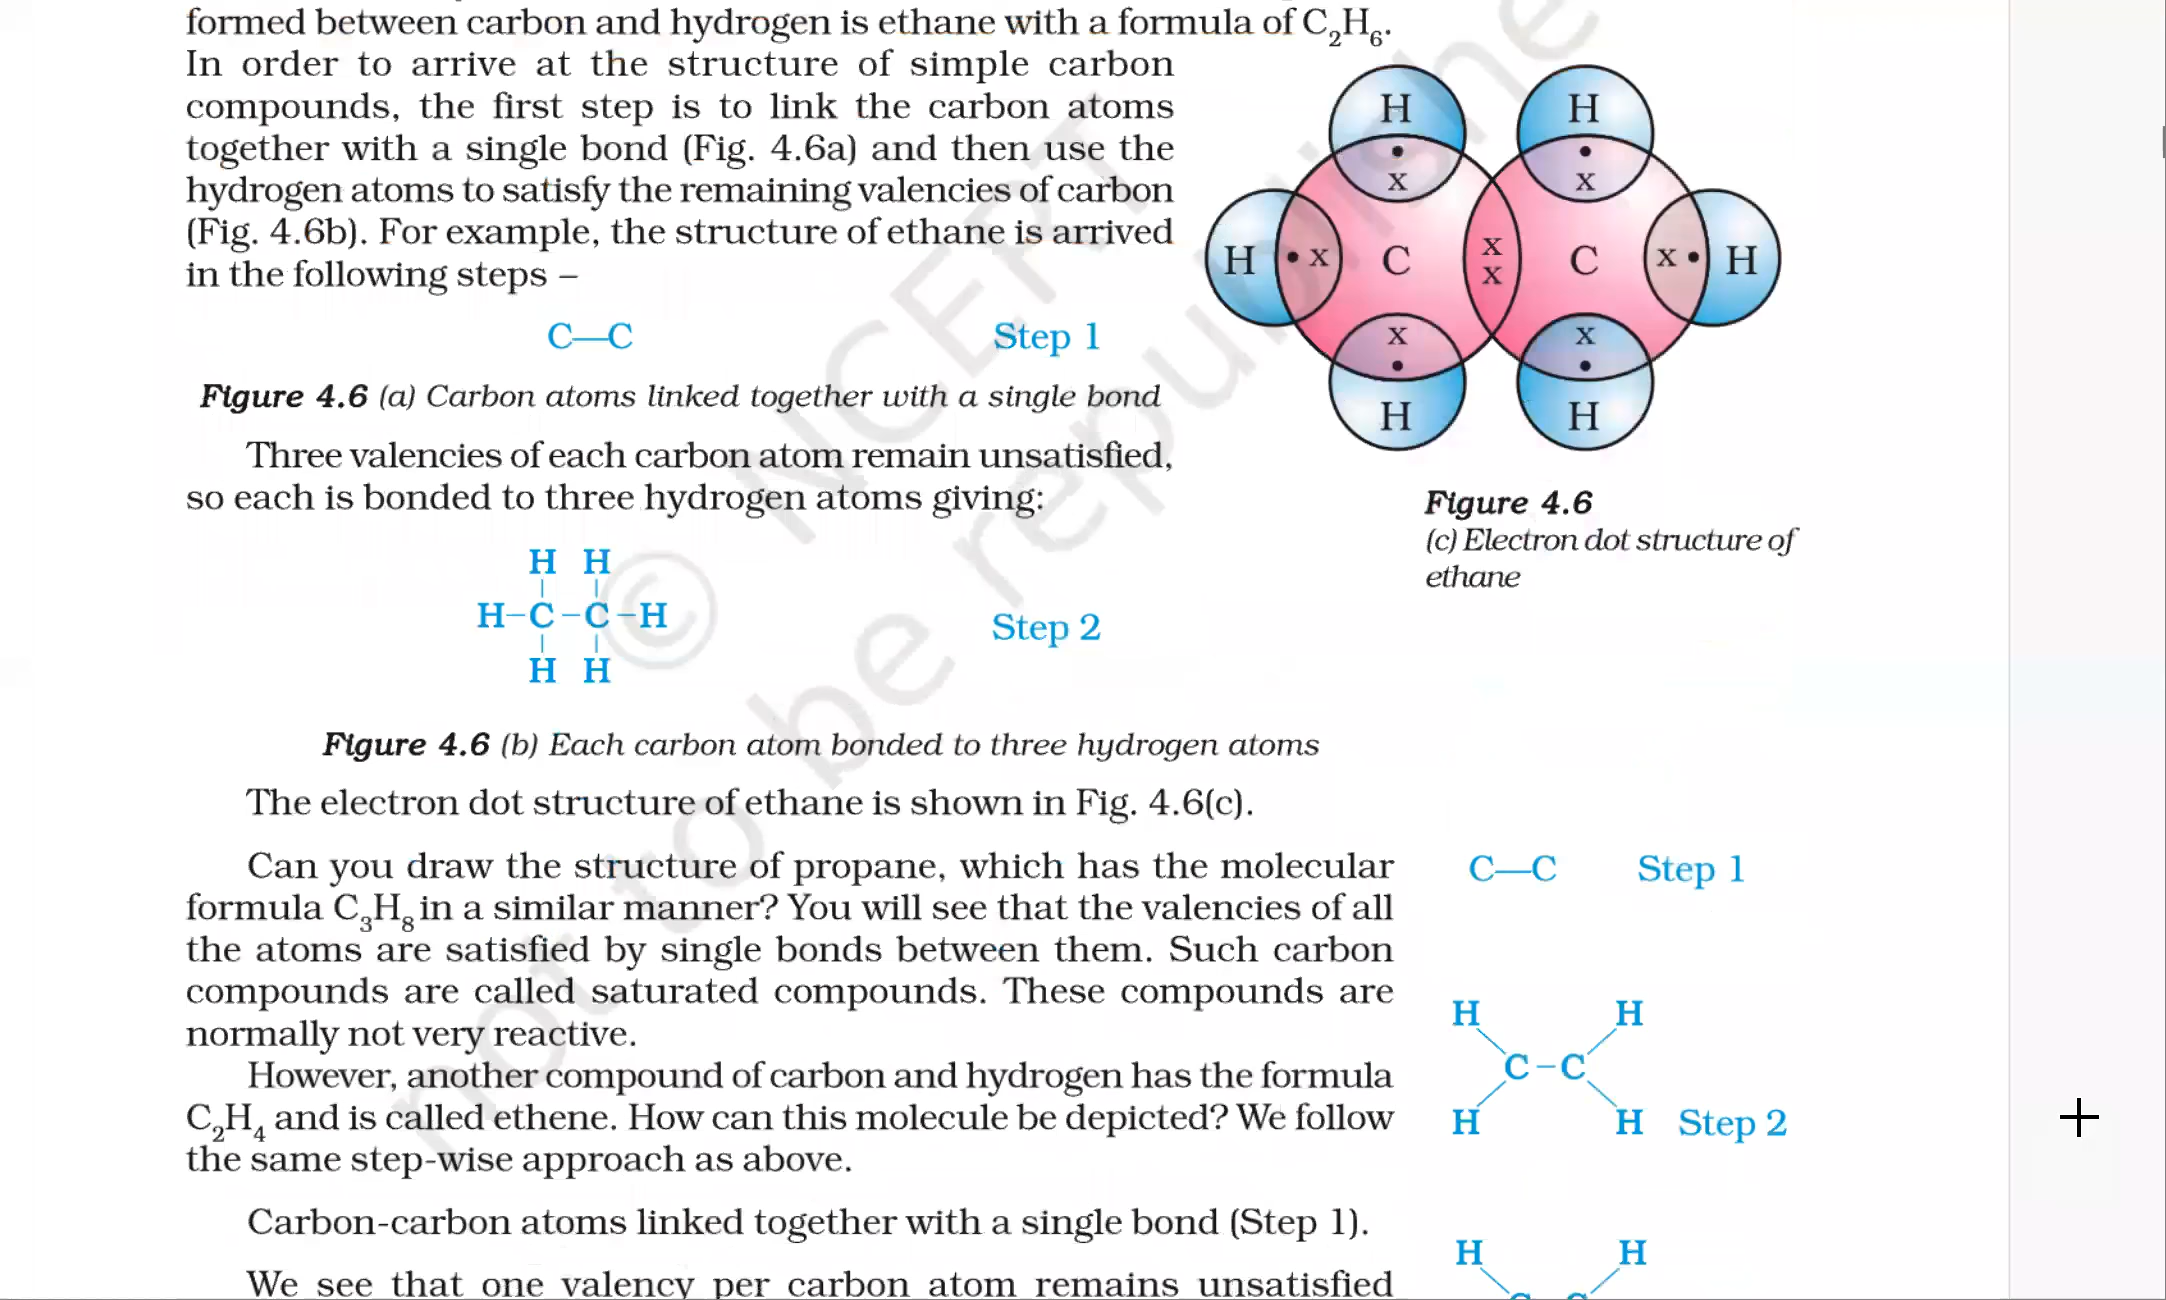 formed between carbon and hydrogen is ethane with a formula of C₂H₆.
In order to arrive at the structure of simple carbon
compounds, the first step is to link the carbon atoms
together with a single bond (Fig. 4.6a) and then use the
hydrogen atoms to satisfy the remaining valencies of carbon
(Fig. 4.6b). For example, the structure of ethane is arrived
in the following steps –
C—C Step 1
Figure 4.6 (a) Carbon atoms linked together with a single bond
Three valencies of each carbon atom remain unsatisfied,
so each is bonded to three hydrogen atoms giving:
H H
H–C–C–H Step 2
H H
Figure 4.6 (b) Each carbon atom bonded to three hydrogen atoms
H H
• •
x x
H • x C x C x • H
x
x x
• •
H H
Figure 4.6
(c) Electron dot structure of
ethane
The electron dot structure of ethane is shown in Fig. 4.6(c).
Can you draw the structure of propane, which has the molecular
formula C₃H₈ in a similar manner? You will see that the valencies of all
the atoms are satisfied by single bonds between them. Such carbon
compounds are called saturated compounds. These compounds are
normally not very reactive.
However, another compound of carbon and hydrogen has the formula
C₂H₄ and is called ethene. How can this molecule be depicted? We follow
the same step-wise approach as above.
Carbon-carbon atoms linked together with a single bond (Step 1).
We see that one valency per carbon atom remains unsatisfied
C—C Step 1
H H
C–C
H H Step 2
H H
© NCERT
not to be republishe